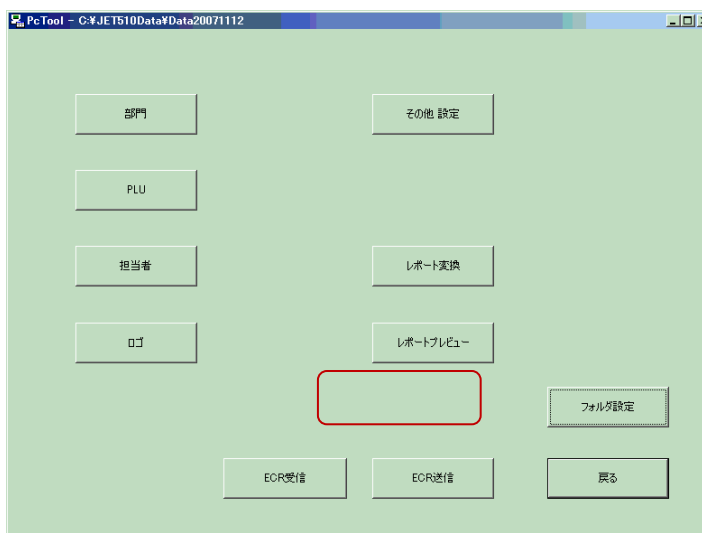 PcTool - C:¥JET510Data¥Data20071112
部門
その他 設定
PLU
担当者
レポート変換
ロゴ
レポートプレビュー
フォルダ設定
ECR受信
ECR送信
戻る